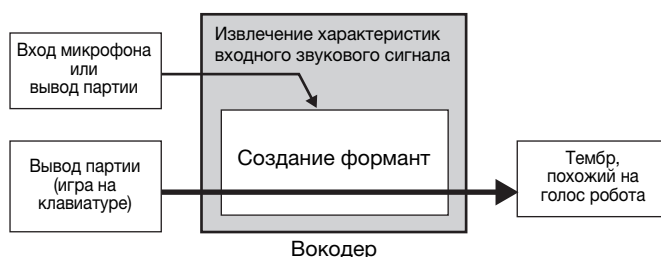 Вход микрофона
или
вывод партии
Извлечение характеристик
входного звукового сигнала
Вывод партии
(игра на
клавиатуре)
Создание формант
Тембр,
похожий на
голос робота
Вокодер